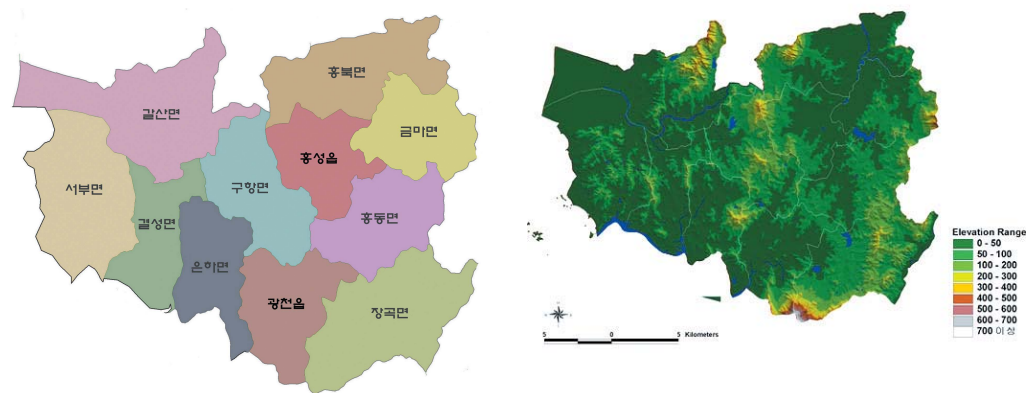 홍북면
갈산면
금마면
홍성읍
서부면
구항면
결성면
홍동면
은하면
광천읍
장곡면
Elevation Range
0 - 50
50 - 100
100 - 200
200 - 300
300 - 400
400 - 500
500 - 600
600 - 700
700 이상
5 0 5 Kilometers